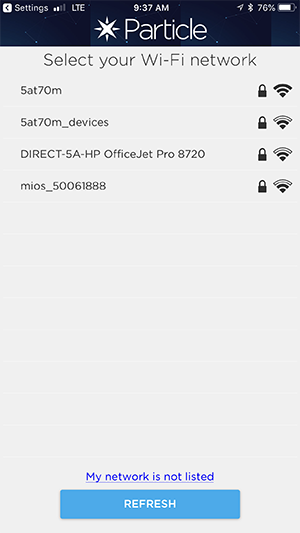 Settings LTE 9:37 AM 76%
Particle
Select your Wi-Fi network
5at70m
5at70m_devices
DIRECT-5A-HP OfficeJet Pro 8720
mios_50061888
My network is not listed
REFRESH